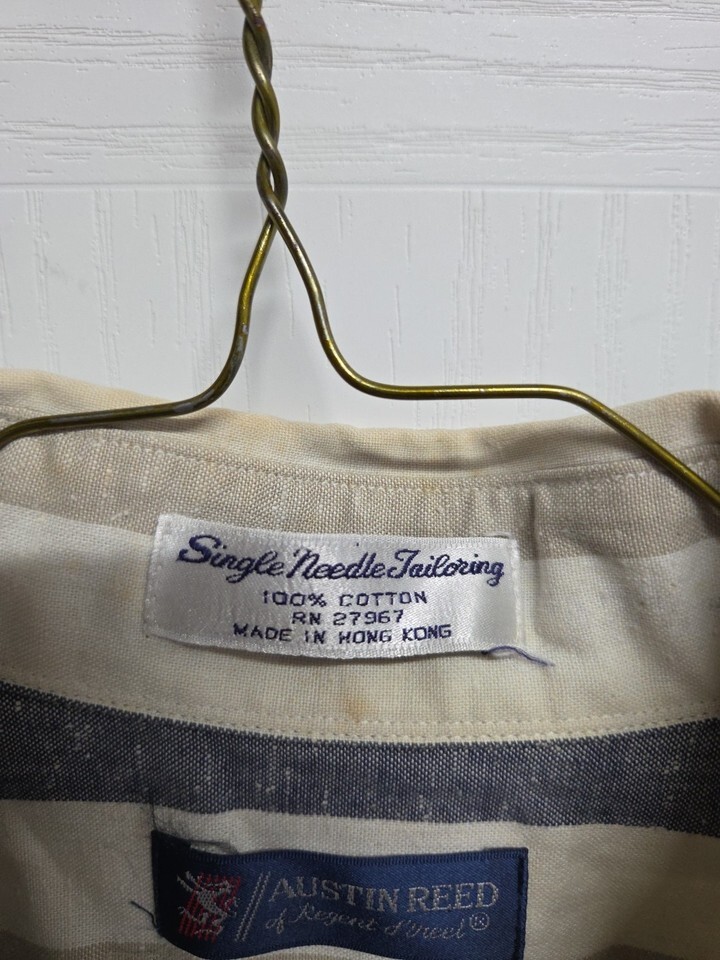 Single Needle Tailoring
100% COTTON
RN 27967
MADE IN HONG KONG
AUSTIN REED
of Regent Street®